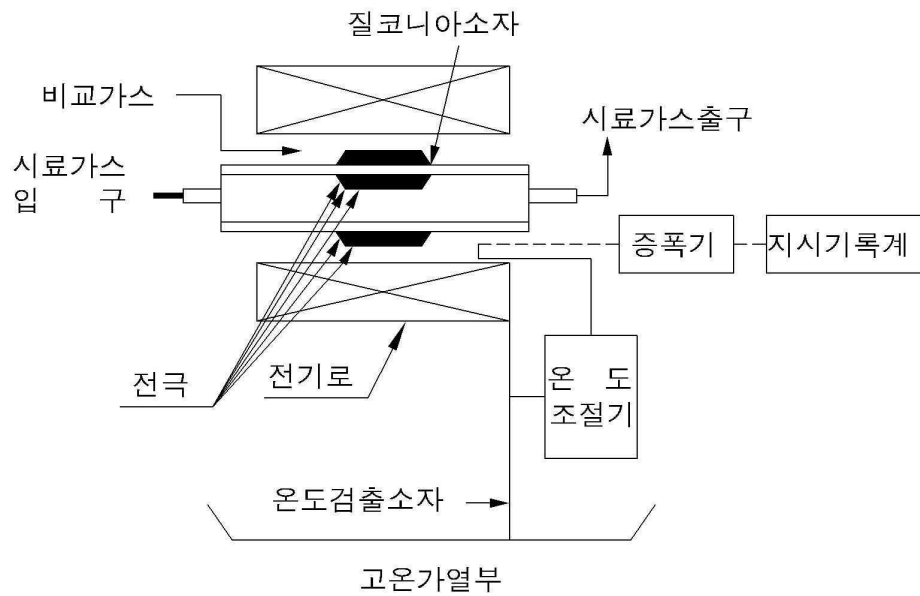 질코니아소자
비교가스
시료가스출구
시료가스
입 구
증폭기
지시기록계
전극
전기로
온 도
조절기
온도검출소자
고온가열부